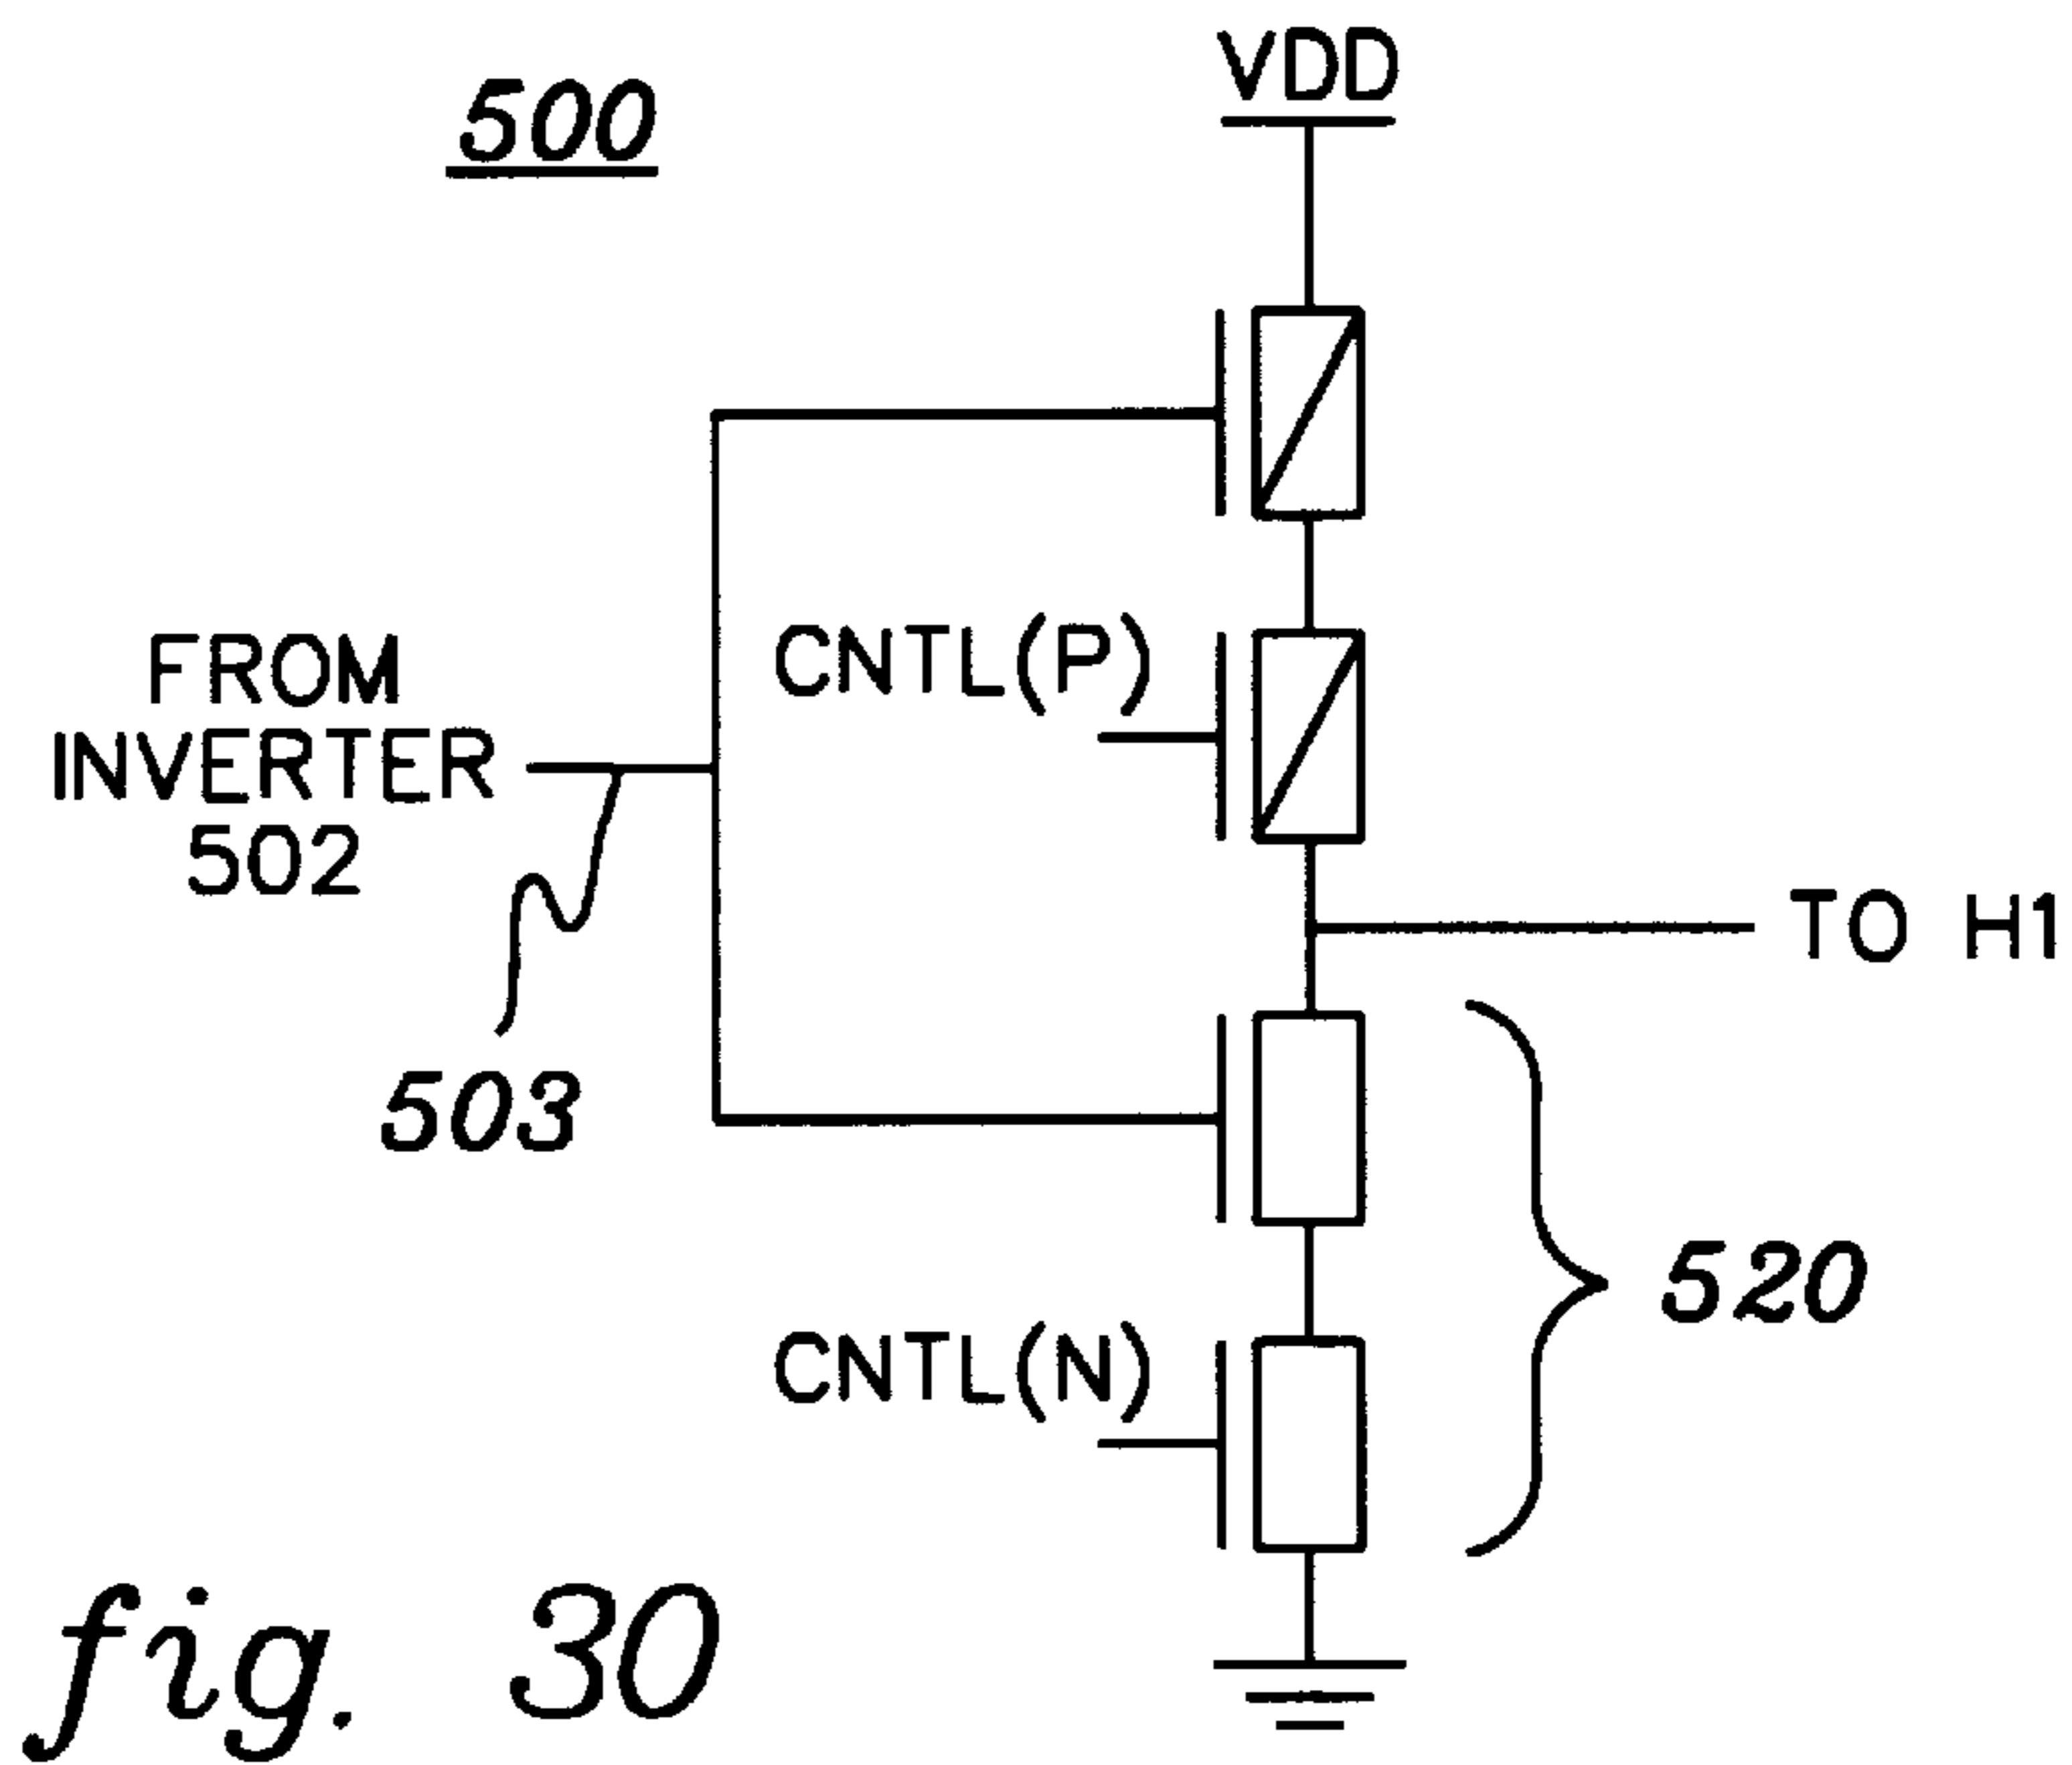 500
VDD
CNTL(P)
FROM
INVERTER
502
TO H1
503
520
CNTL(N)
fig. 30